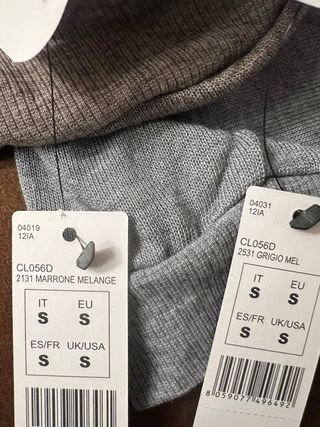 04019
12IA
CL056D
2131 MARRONE MELANGE
IT EU
S S
ES/FR UK/USA
S S
04031
12IA
CL056D
2531 GRIGIO MEL
IT EU
S S
ES/FR UK/USA
S S
8 059077 496492